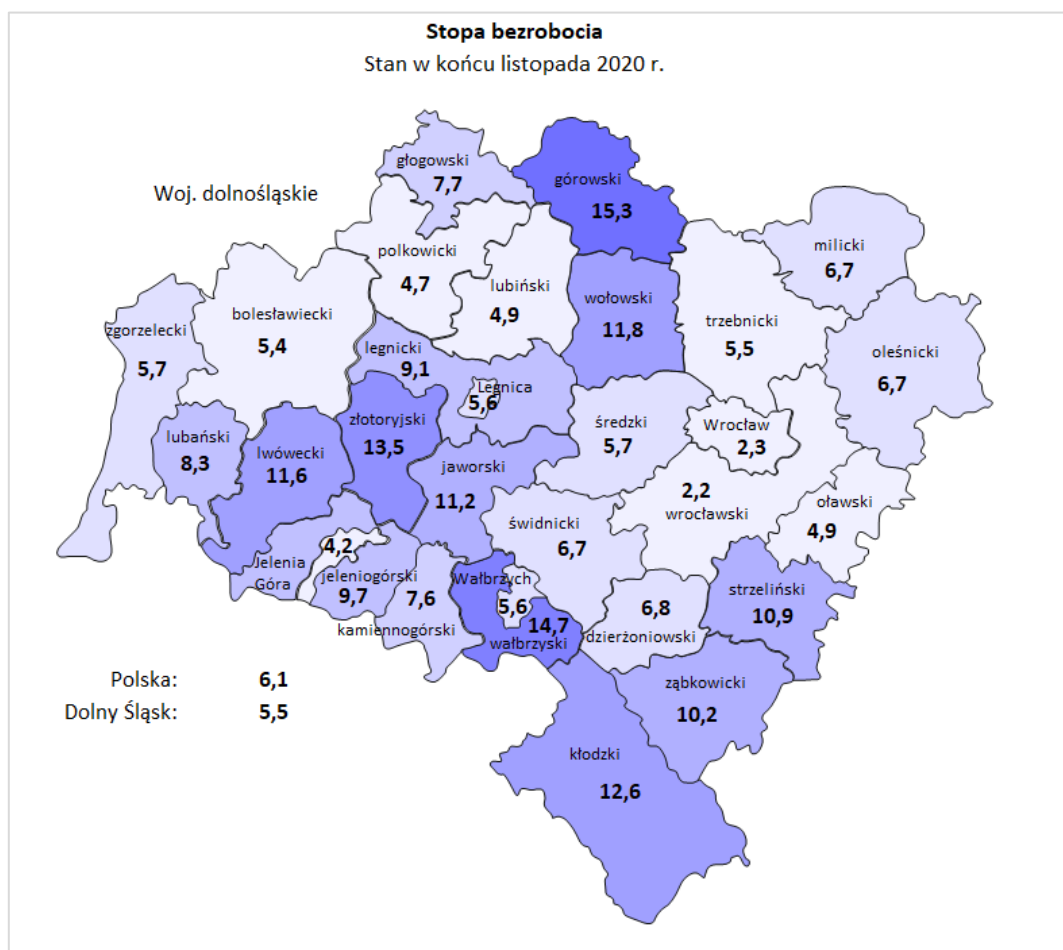 Stopa bezrobocia
Stan w końcu listopada 2020 r.
Woj. dolnośląskie
głogowski
7,7
górowski
15,3
milicki
6,7
polkowicki
4,7
lubiński
4,9
wołowski
11,8
trzebnicki
5,5
oleśnicki
6,7
zgorzelecki
5,7
bolesławiecki
5,4
legnicki
9,1
Legnica
5,6
złotoryjski
13,5
średzki
5,7
Wrocław
2,3
lubański
8,3
lwówecki
11,6
jaworski
11,2
2,2
wrocławski
oławski
4,9
świdnicki
6,7
4,2
Jelenia
Góra
jeleniogórski
9,7
7,6
kamiennogórski
Wałbrzych
5,6
14,7
wałbrzyski
6,8
dzierżoniowski
strzeliński
10,9
ząbkowicki
10,2
kłodzki
12,6
Polska: 6,1
Dolny Śląsk: 5,5